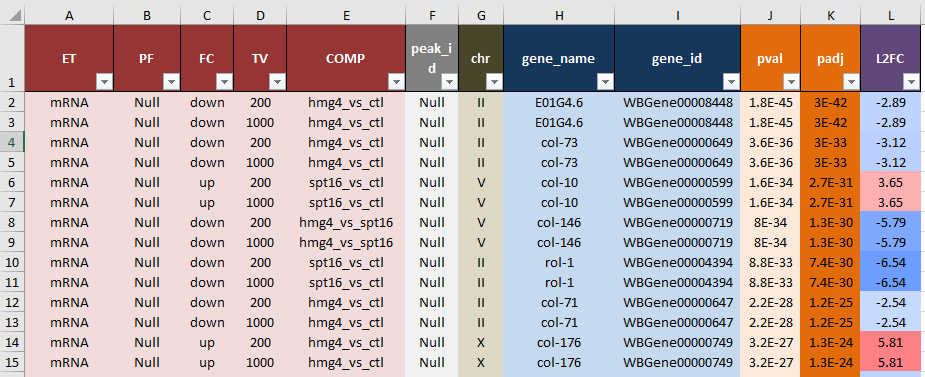 A B C D E F G H I J K L
1 ET PF FC TV COMP peak_id chr gene_name gene_id pval padj L2FC
2 mRNA Null down 200 hmg4_vs_ctl Null II E01G4.6 WBGene00008448 1.8E-45 3E-42 -2.89
3 mRNA Null down 1000 hmg4_vs_ctl Null II E01G4.6 WBGene00008448 1.8E-45 3E-42 -2.89
4 mRNA Null down 200 hmg4_vs_ctl Null II col-73 WBGene00000649 3.6E-36 3E-33 -3.12
5 mRNA Null down 1000 hmg4_vs_ctl Null II col-73 WBGene00000649 3.6E-36 3E-33 -3.12
6 mRNA Null up 200 spt16_vs_ctl Null V col-10 WBGene00000599 1.6E-34 2.7E-31 3.65
7 mRNA Null up 1000 spt16_vs_ctl Null V col-10 WBGene00000599 1.6E-34 2.7E-31 3.65
8 mRNA Null down 200 hmg4_vs_spt16 Null V col-146 WBGene00000719 8E-34 1.3E-30 -5.79
9 mRNA Null down 1000 hmg4_vs_spt16 Null V col-146 WBGene00000719 8E-34 1.3E-30 -5.79
10 mRNA Null down 200 spt16_vs_ctl Null II rol-1 WBGene00004394 8.8E-33 7.4E-30 -6.54
11 mRNA Null down 1000 spt16_vs_ctl Null II rol-1 WBGene00004394 8.8E-33 7.4E-30 -6.54
12 mRNA Null down 200 hmg4_vs_ctl Null II col-71 WBGene00000647 2.2E-28 1.2E-25 -2.54
13 mRNA Null down 1000 hmg4_vs_ctl Null II col-71 WBGene00000647 2.2E-28 1.2E-25 -2.54
14 mRNA Null up 200 hmg4_vs_ctl Null X col-176 WBGene00000749 3.2E-27 1.3E-24 5.81
15 mRNA Null up 1000 hmg4_vs_ctl Null X col-176 WBGene00000749 3.2E-27 1.3E-24 5.81